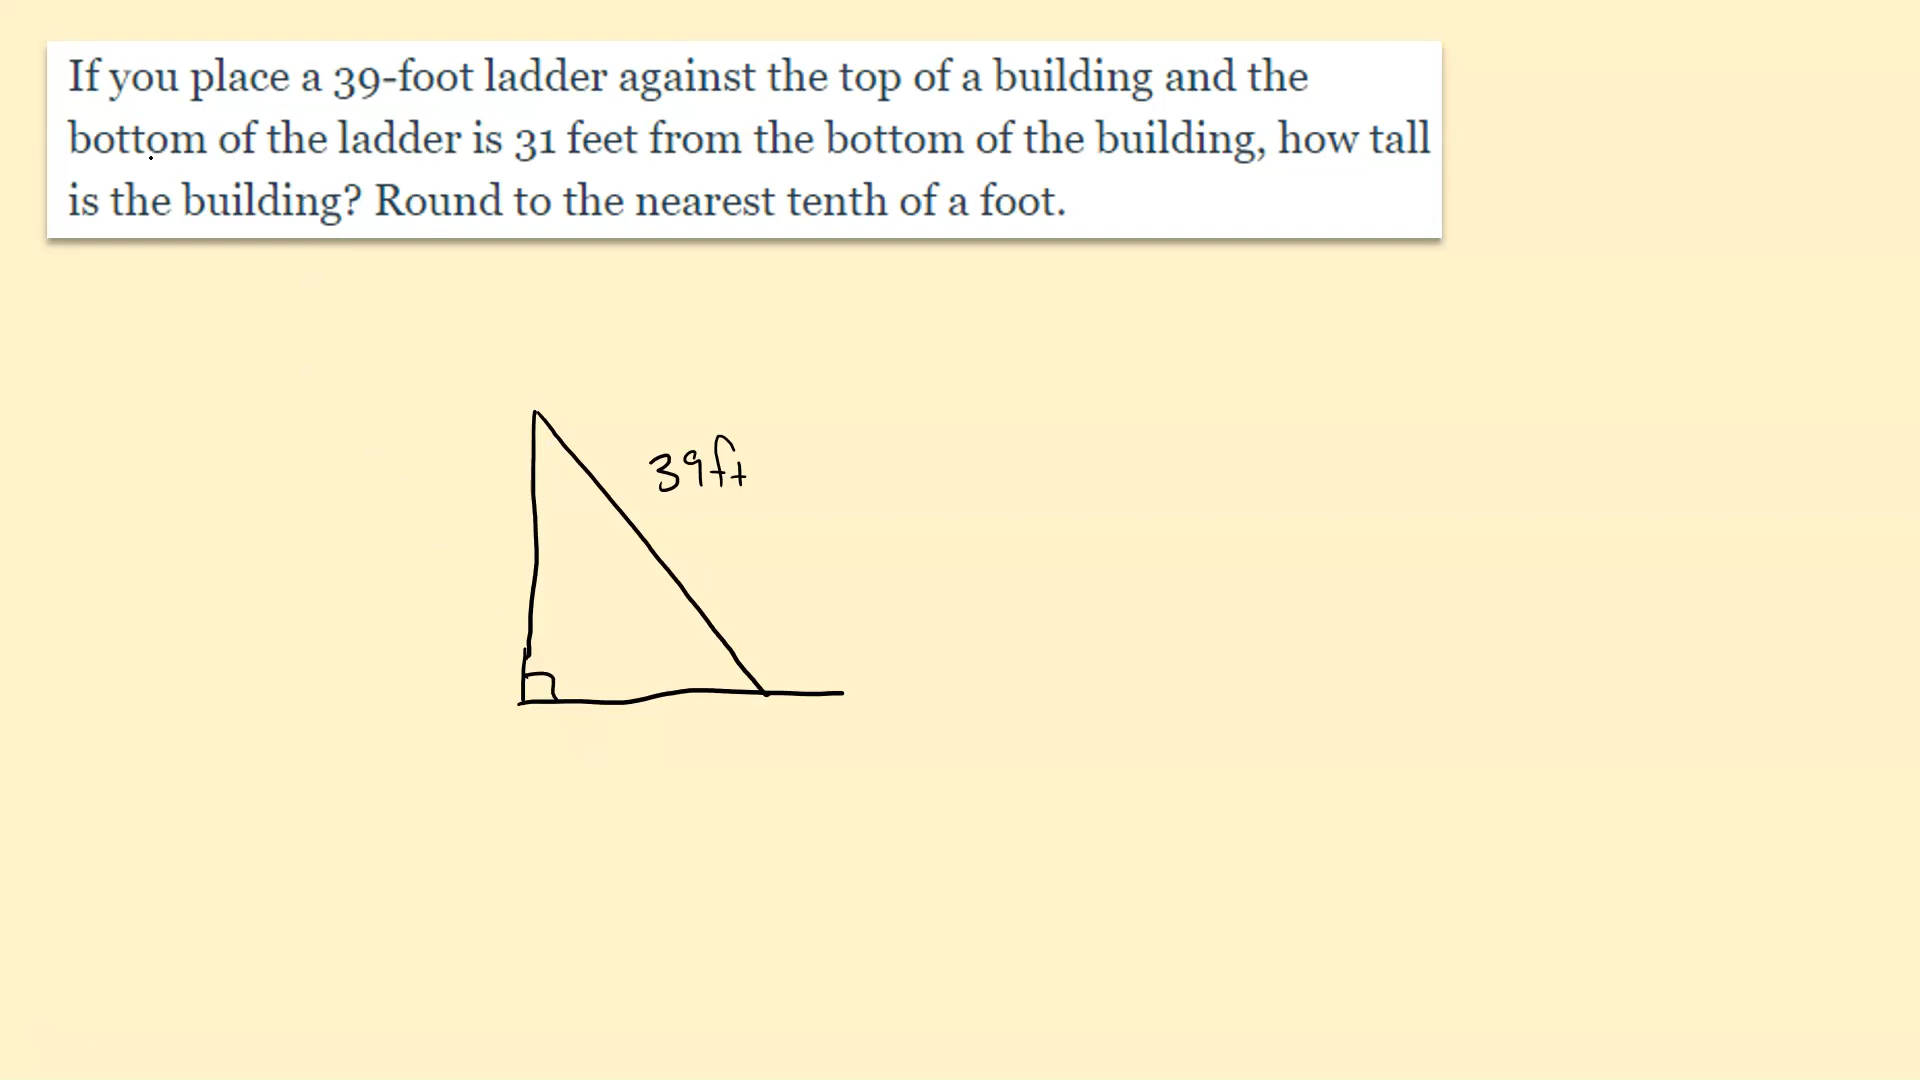 If you place a 39-foot ladder against the top of a building and the
bottom of the ladder is 31 feet from the bottom of the building, how tall
is the building? Round to the nearest tenth of a foot.
39ft